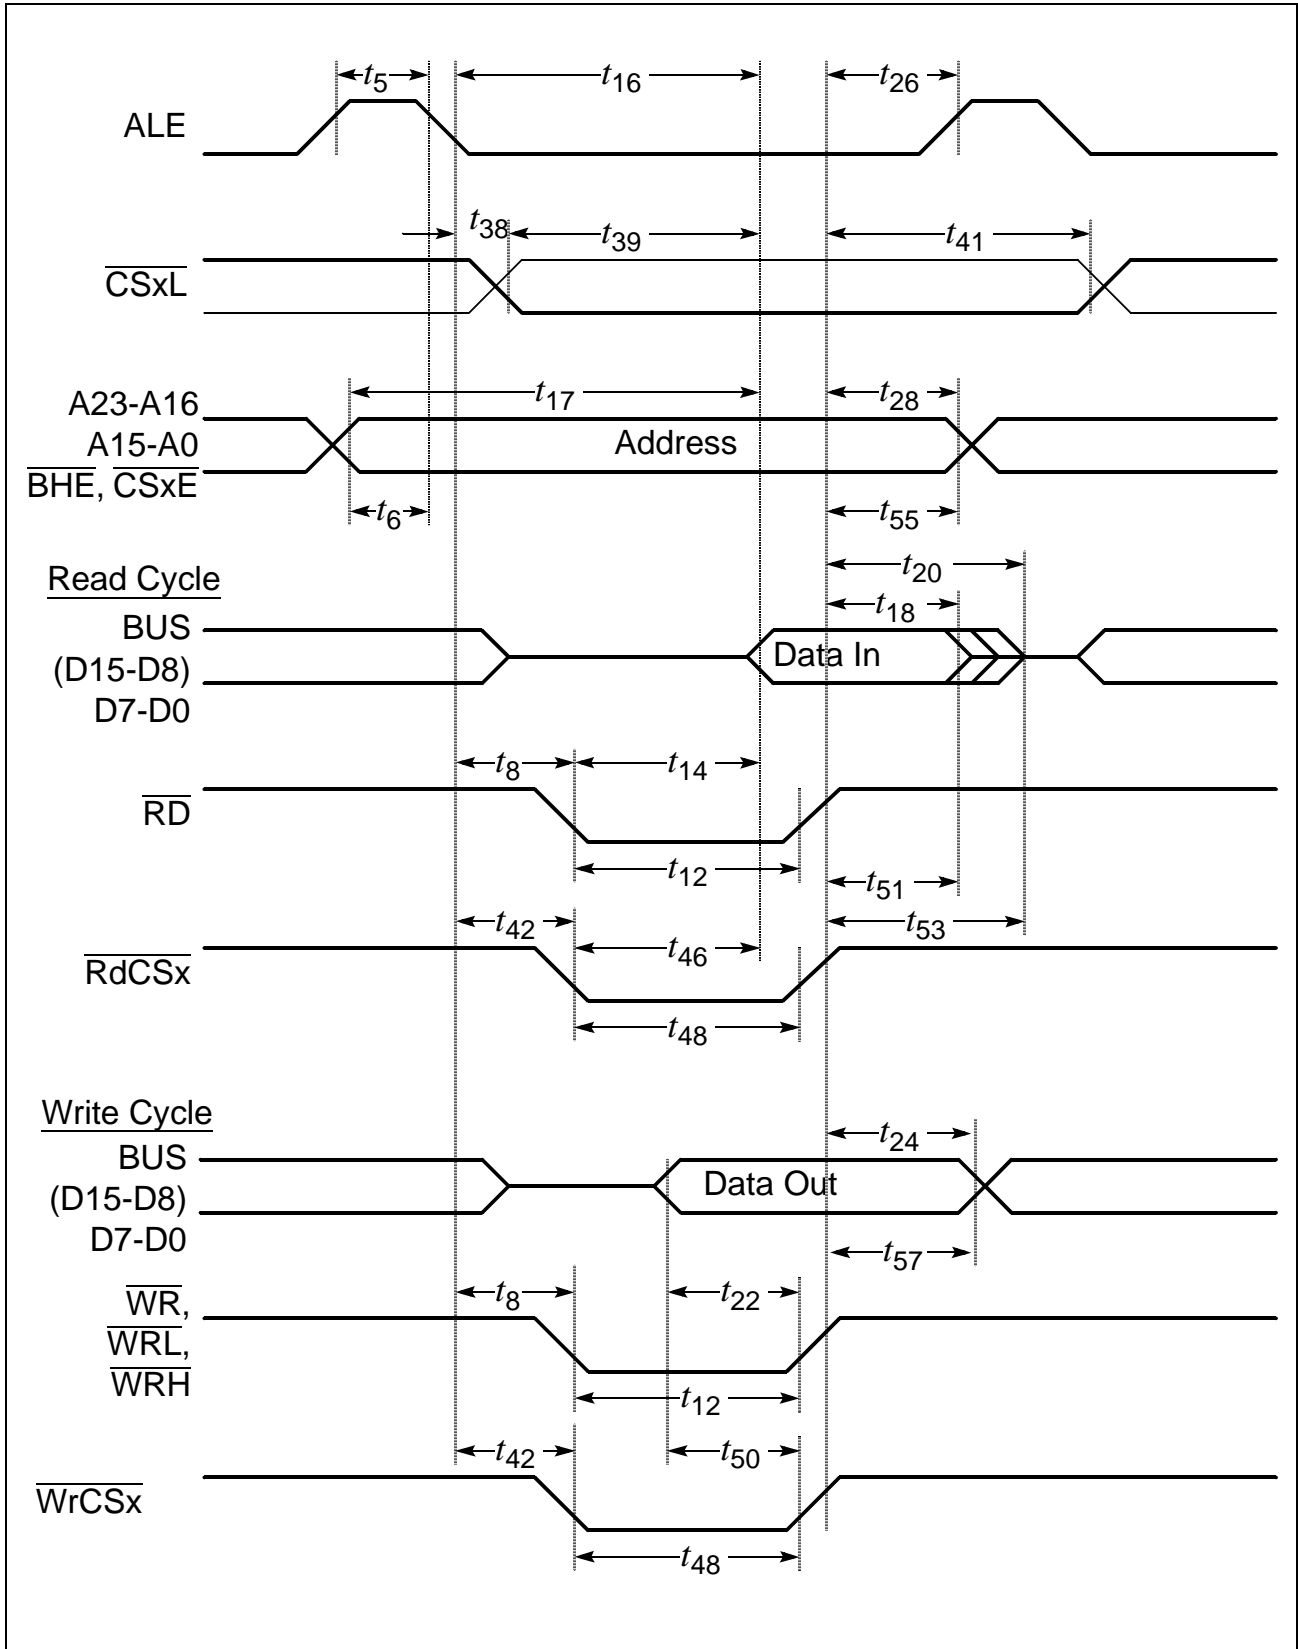 t5 t16 t26
ALE
t38 t39 t41
CSxL
t17 t28
A23-A16
A15-A0
BHE, CSxE
Address
t6 t55
t20
Read Cycle
t18
BUS
(D15-D8)
D7-D0
Data In
t8 t14
RD
t12 t51
t42 t46 t53
RdCSx
t48
Write Cycle
t24
BUS
(D15-D8)
D7-D0
Data Out
t57
t8 t22
WR,
WRL,
WRH
t12
t42 t50
WrCSx
t48